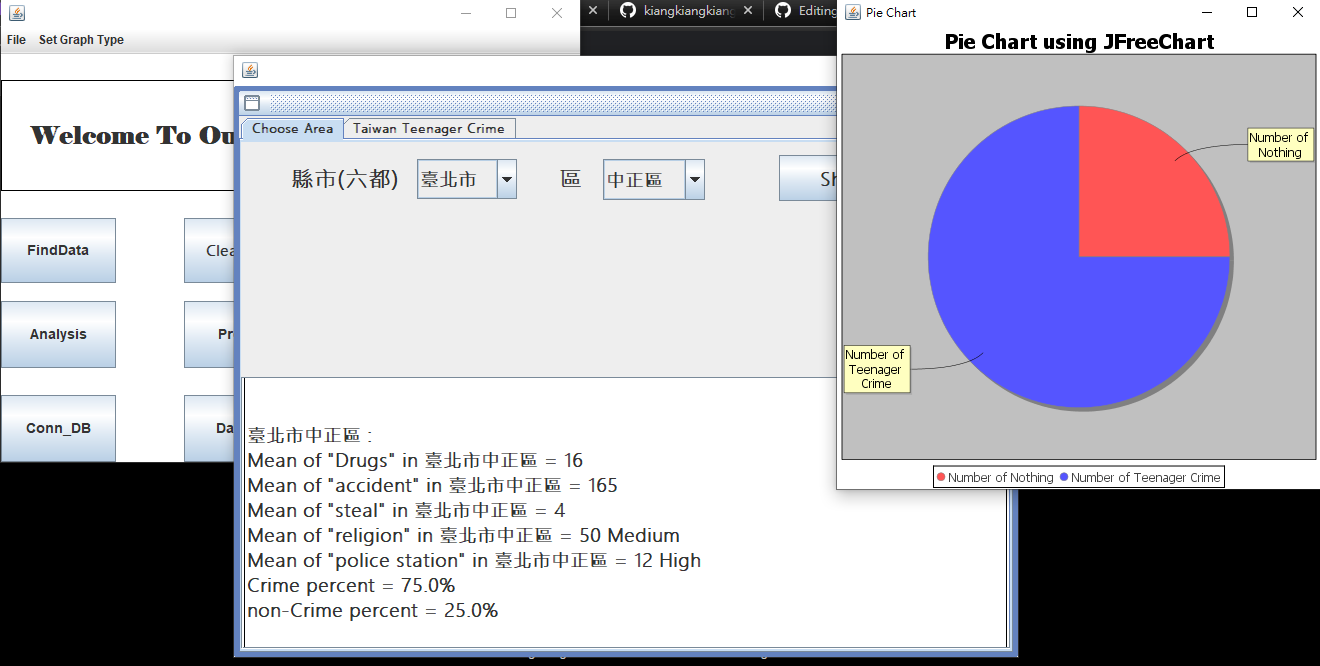 File Set Graph Type
Welcome To Ou
FindData
Clea
Analysis
Pr
Conn_DB
Da
kiangkiangkiang
Editing
Choose Area
Taiwan Teenager Crime
縣市(六都) 臺北市 區 中正區 Sh
臺北市中正區 :
Mean of "Drugs" in 臺北市中正區 = 16
Mean of "accident" in 臺北市中正區 = 165
Mean of "steal" in 臺北市中正區 = 4
Mean of "religion" in 臺北市中正區 = 50 Medium
Mean of "police station" in 臺北市中正區 = 12 High
Crime percent = 75.0%
non-Crime percent = 25.0%
Pie Chart
Pie Chart using JFreeChart
Number of
Nothing
Number of
Teenager
Crime
Number of Nothing Number of Teenager Crime